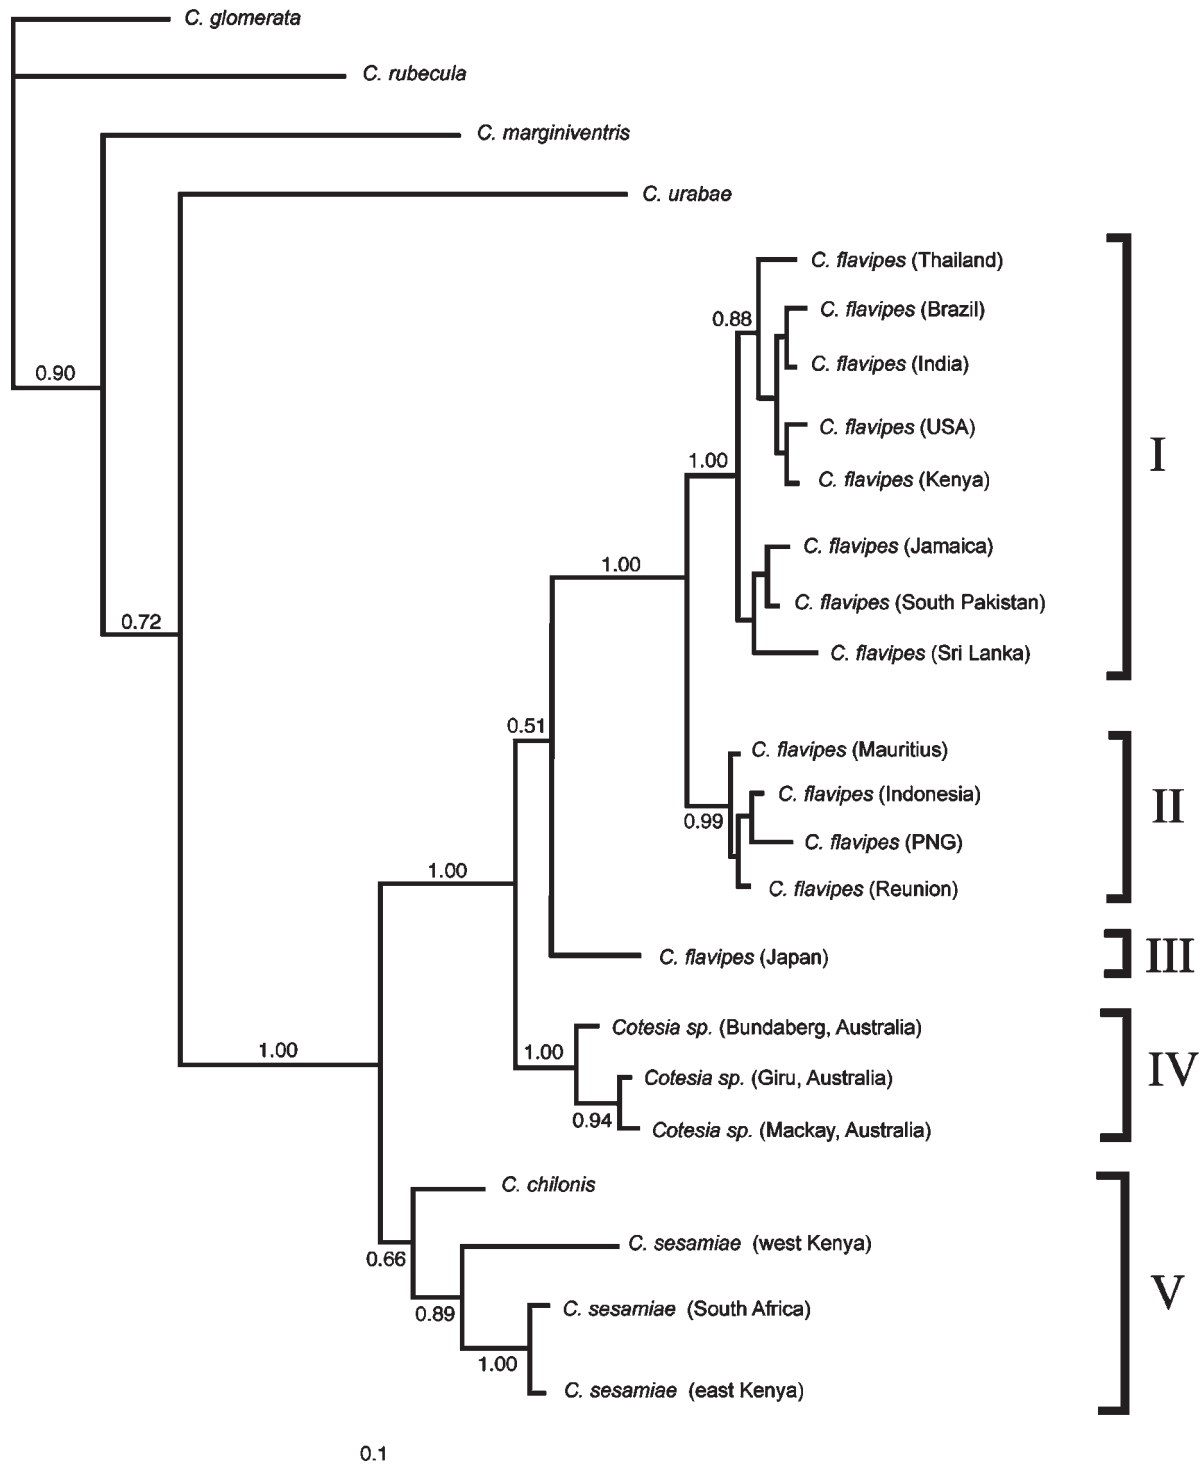 C. glomerata
C. rubecula
C. marginiventris
C. urabae
C. flavipes (Thailand)
0.88
C. flavipes (Brazil)
C. flavipes (India)
0.90
C. flavipes (USA)
I
1.00
C. flavipes (Kenya)
C. flavipes (Jamaica)
1.00
C. flavipes (South Pakistan)
0.72
C. flavipes (Sri Lanka)
0.51
C. flavipes (Mauritius)
C. flavipes (Indonesia)
II
0.99
C. flavipes (PNG)
1.00
C. flavipes (Reunion)
C. flavipes (Japan)
III
Cotesia sp. (Bundaberg, Australia)
1.00
1.00
Cotesia sp. (Giru, Australia)
IV
0.94
Cotesia sp. (Mackay, Australia)
C. chilonis
C. sesamiae (west Kenya)
0.66
V
C. sesamiae (South Africa)
0.89
1.00
C. sesamiae (east Kenya)
0.1